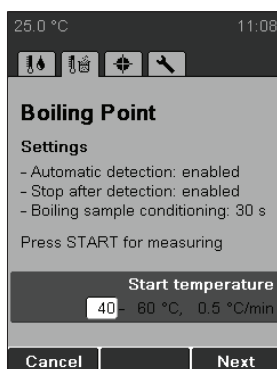 25.0 °C 11:08
Boiling Point
Settings
- Automatic detection: enabled
- Stop after detection: enabled
- Boiling sample conditioning: 30 s
Press START for measuring
Start temperature
40 - 60 °C, 0.5 °C/min
Cancel Next